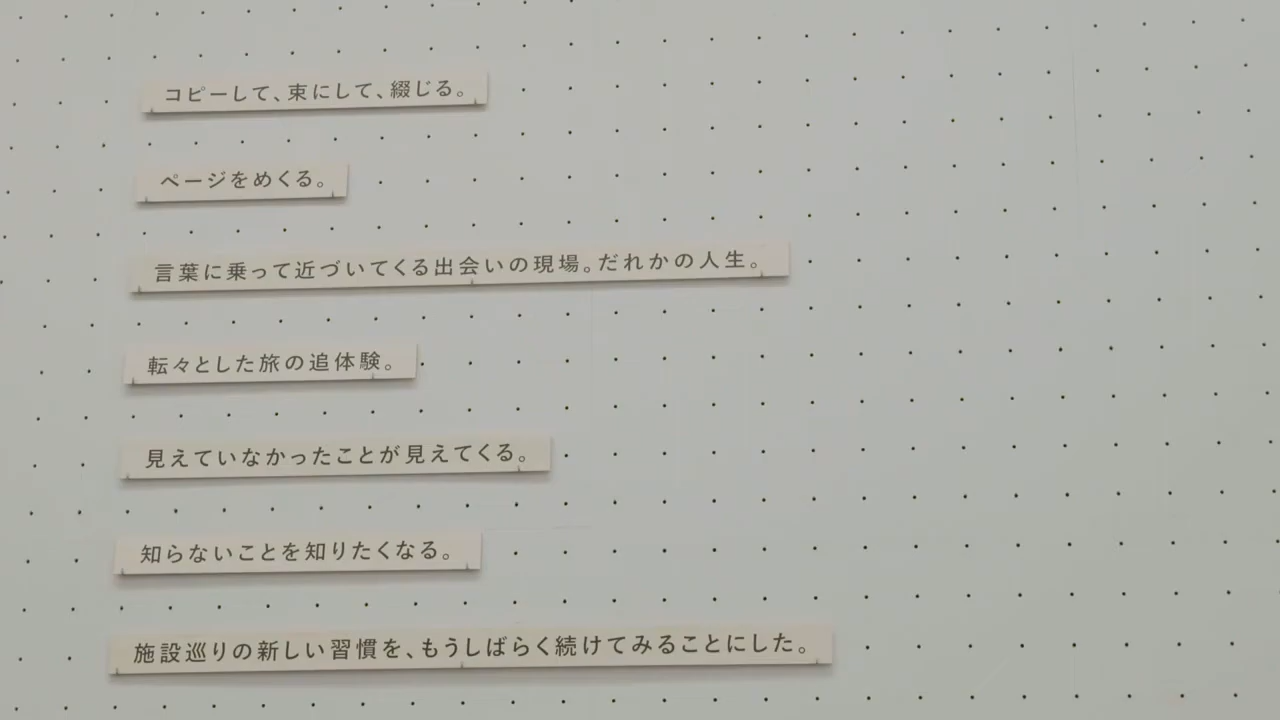 コピーして、束にして、綴じる。
ページをめくる。
言葉に乗って近づいてくる出会いの現場。だれかの人生。
転々とした旅の追体験。
見えていなかったことが見えてくる。
知らないことを知りたくなる。
施設巡りの新しい習慣を、もうしばらく続けてみることにした。